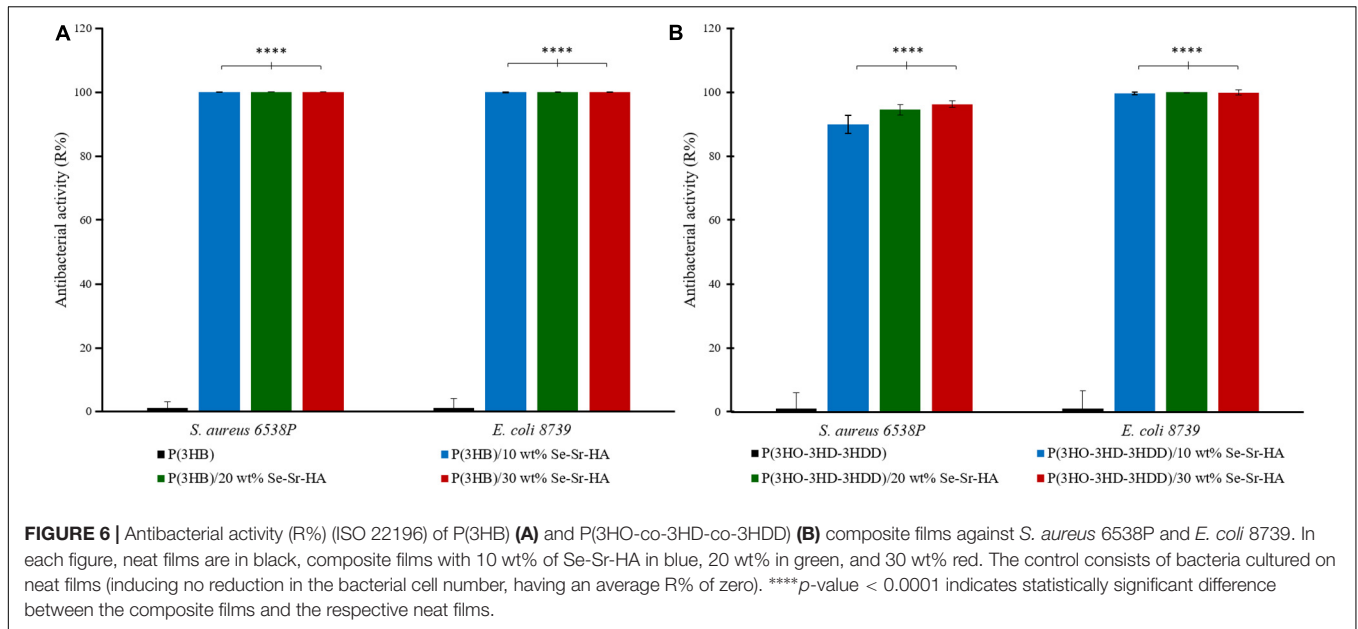 A
Antibacterial activity (R%)
120
100
80
60
40
20
0
****
****
S. aureus 6538P
E. coli 8739
P(3HB)
P(3HB)/10 wt% Se-Sr-HA
P(3HB)/20 wt% Se-Sr-HA
P(3HB)/30 wt% Se-Sr-HA
B
Antibacterial activity (R%)
120
100
80
60
40
20
0
****
****
S. aureus 6538P
E. coli 8739
P(3HO-3HD-3HDD)
P(3HO-3HD-3HDD)/10 wt% Se-Sr-HA
P(3HO-3HD-3HDD)/20 wt% Se-Sr-HA
P(3HO-3HD-3HDD)/30 wt% Se-Sr-HA
FIGURE 6 | Antibacterial activity (R%) (ISO 22196) of P(3HB) (A) and P(3HO-co-3HD-co-3HDD) (B) composite films against S. aureus 6538P and E. coli 8739. In
each figure, neat films are in black, composite films with 10 wt% of Se-Sr-HA in blue, 20 wt% in green, and 30 wt% red. The control consists of bacteria cultured on
neat films (inducing no reduction in the bacterial cell number, having an average R% of zero). ****p-value < 0.0001 indicates statistically significant difference
between the composite films and the respective neat films.